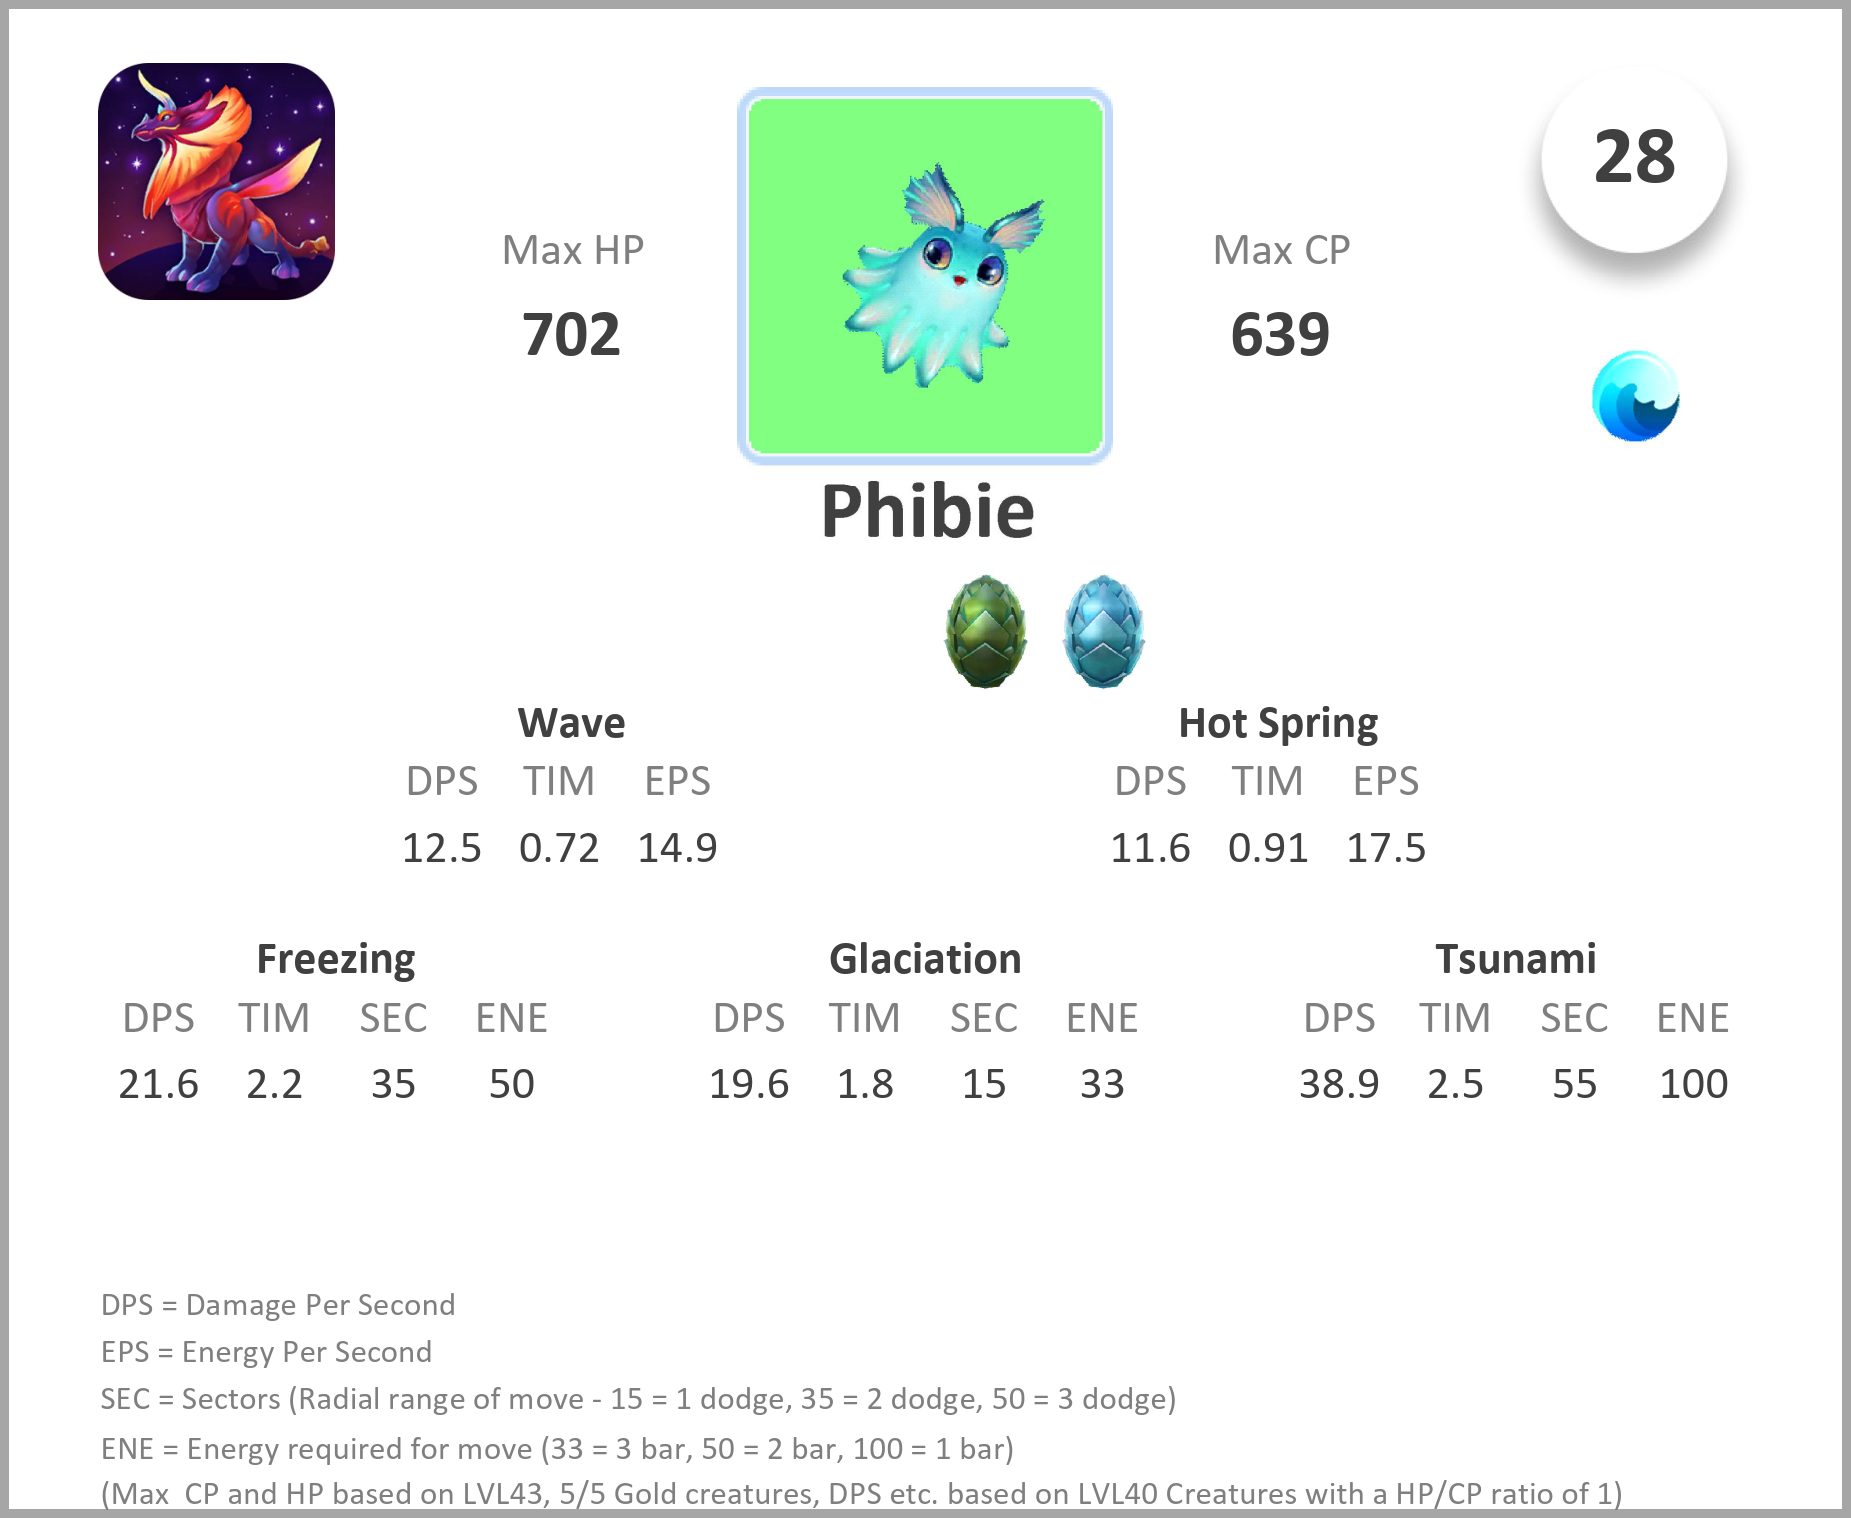 28
Max HP
Max CP
702
639
Phibie
Wave
Hot Spring
DPS TIM EPS
DPS TIM EPS
12.5 0.72 14.9
11.6 0.91 17.5
Freezing
Glaciation
Tsunami
DPS TIM SEC ENE
DPS TIM SEC ENE
DPS TIM SEC ENE
21.6 2.2 35 50
19.6 1.8 15 33
38.9 2.5 55 100
DPS = Damage Per Second
EPS = Energy Per Second
SEC = Sectors (Radial range of move - 15 = 1 dodge, 35 = 2 dodge, 50 = 3 dodge)
ENE = Energy required for move (33 = 3 bar, 50 = 2 bar, 100 = 1 bar)
(Max  CP and HP based on LVL43, 5/5 Gold creatures, DPS etc. based on LVL40 Creatures with a HP/CP ratio of 1)